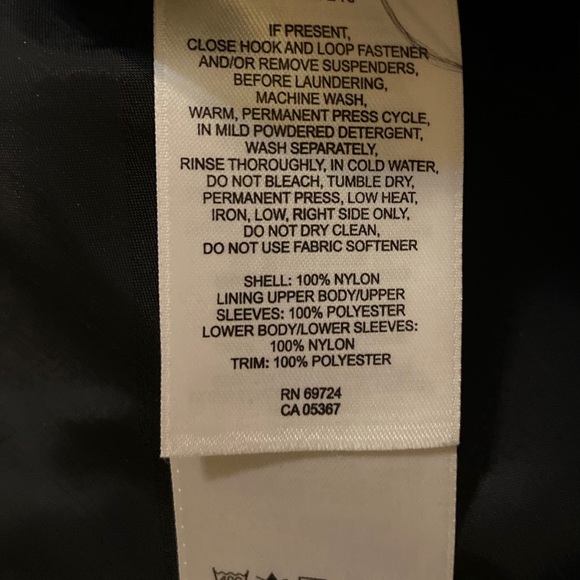 IF PRESENT,
CLOSE HOOK AND LOOP FASTENER
AND/OR REMOVE SUSPENDERS,
BEFORE LAUNDERING,
MACHINE WASH,
WARM, PERMANENT PRESS CYCLE,
IN MILD POWDERED DETERGENT,
WASH SEPARATELY,
RINSE THOROUGHLY, IN COLD WATER,
DO NOT BLEACH, TUMBLE DRY,
PERMANENT PRESS, LOW HEAT,
IRON, LOW, RIGHT SIDE ONLY,
DO NOT DRY CLEAN,
DO NOT USE FABRIC SOFTENER
SHELL: 100% NYLON
LINING UPPER BODY/UPPER
SLEEVES: 100% POLYESTER
LOWER BODY/LOWER SLEEVES:
100% NYLON
TRIM: 100% POLYESTER
RN 69724
CA 05367